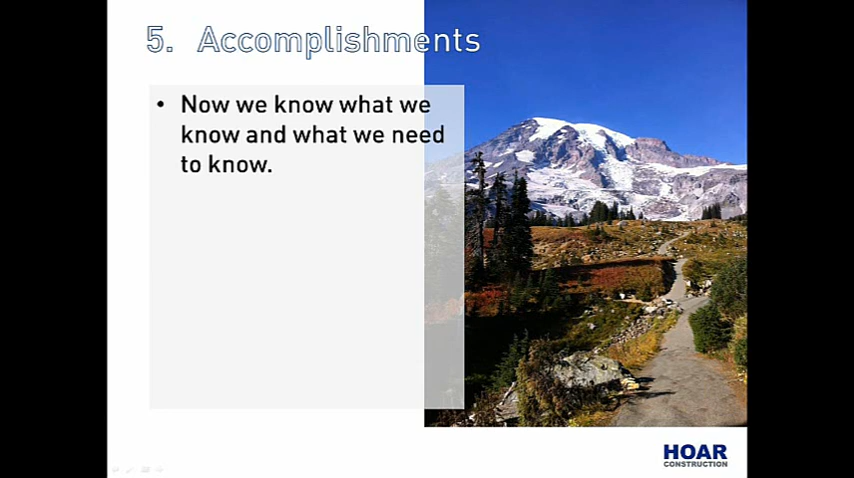 5. Accomplishments
• Now we know what we
know and what we need
to know.
HOAR
CONSTRUCTION